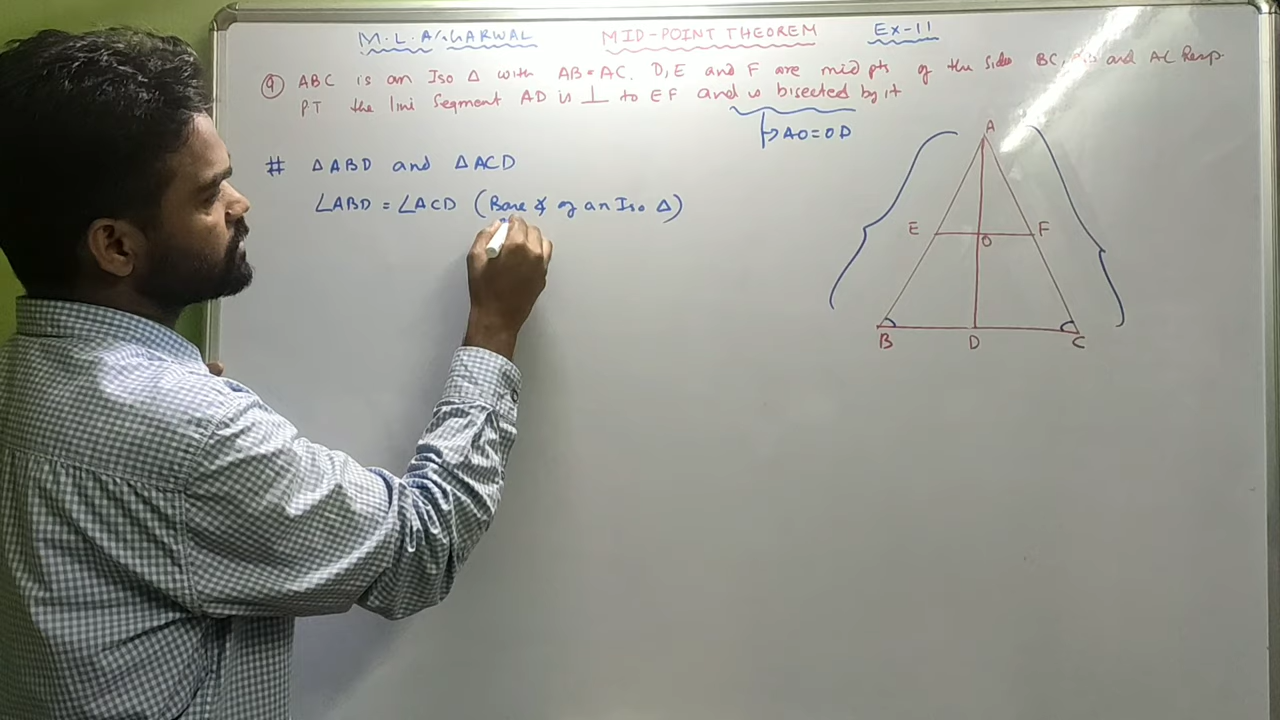 M.L. AGGARWAL MID-POINT THEOREM Ex-11
9) ABC is an Iso Δ with AB = AC. D, E and F are mid pts of the sides BC, and AC Resp
PT the line Segment AD is ⊥ to EF and is bisected by it
↳ AO = OD
# ΔABD and ΔACD
∠ABD = ∠ACD (Base ∡ of an Iso Δ)
A
E F
O
B D C